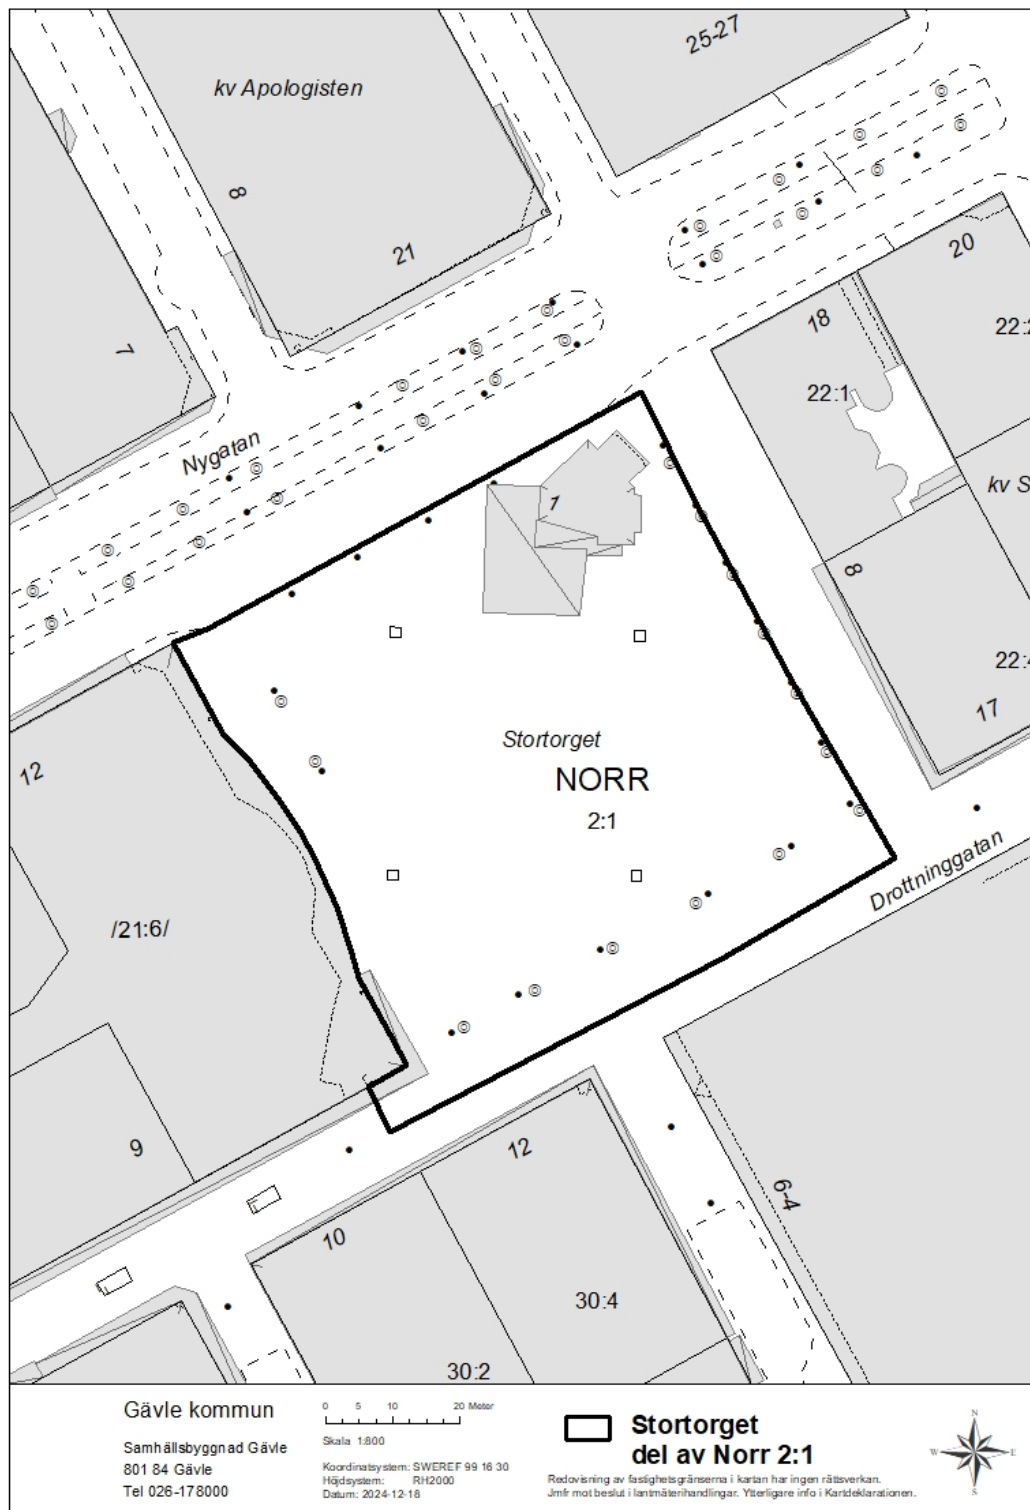 25-27
kv Apologisten
8
21
20
18
22:2
7
22:1
Nygatan
1
kv S
8
22:4
17
Stortorget
NORR
12
2:1
Drottninggatan
/21:6/
9
12
6-4
10
30:4
30:2
Gävle kommun
Samhällsbyggnad Gävle
801 84 Gävle
Tel 026-178000
0 5 10 20 Meter
Skala 1:800
Koordinatsystem: SWEREF 99 16 30
Höjdsystem: RH2000
Datum: 2024-12-18
Stortorget
del av Norr 2:1
Redovisning av fastighetsgränserna i kartan har ingen rättsverkan.
Jmfr mot beslut i lantmäterihandlingar. Ytterligare info i Kartdeklarationen.
N
W E
S